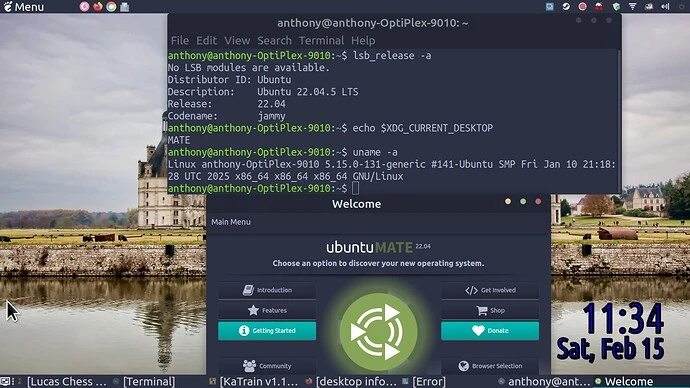 Menu
anthony@anthony-OptiPlex-9010: ~
File Edit View Search Terminal Help
anthony@anthony-OptiPlex-9010:~$ lsb_release -a
No LSB modules are available.
Distributor ID: Ubuntu
Description: Ubuntu 22.04.5 LTS
Release: 22.04
Codename: jammy
anthony@anthony-OptiPlex-9010:~$ echo $XDG_CURRENT_DESKTOP
MATE
anthony@anthony-OptiPlex-9010:~$ uname -a
Linux anthony-OptiPlex-9010 5.15.0-131-generic #141-Ubuntu SMP Fri Jan 10 21:18:
28 UTC 2025 x86_64 x86_64 x86_64 GNU/Linux
anthony@anthony-OptiPlex-9010:~$
Welcome
Main Menu
ubuntuMATE 22.04
Choose an option to discover your new operating system.
Introduction
Get Involved
Features
Shop
Getting Started
Donate
Community
Browser Selection
11:34
Sat, Feb 15
[Lucas Chess ... [Terminal] [KaTrain v1.1... [desktop info... [Error] anthony@antho... Welcome